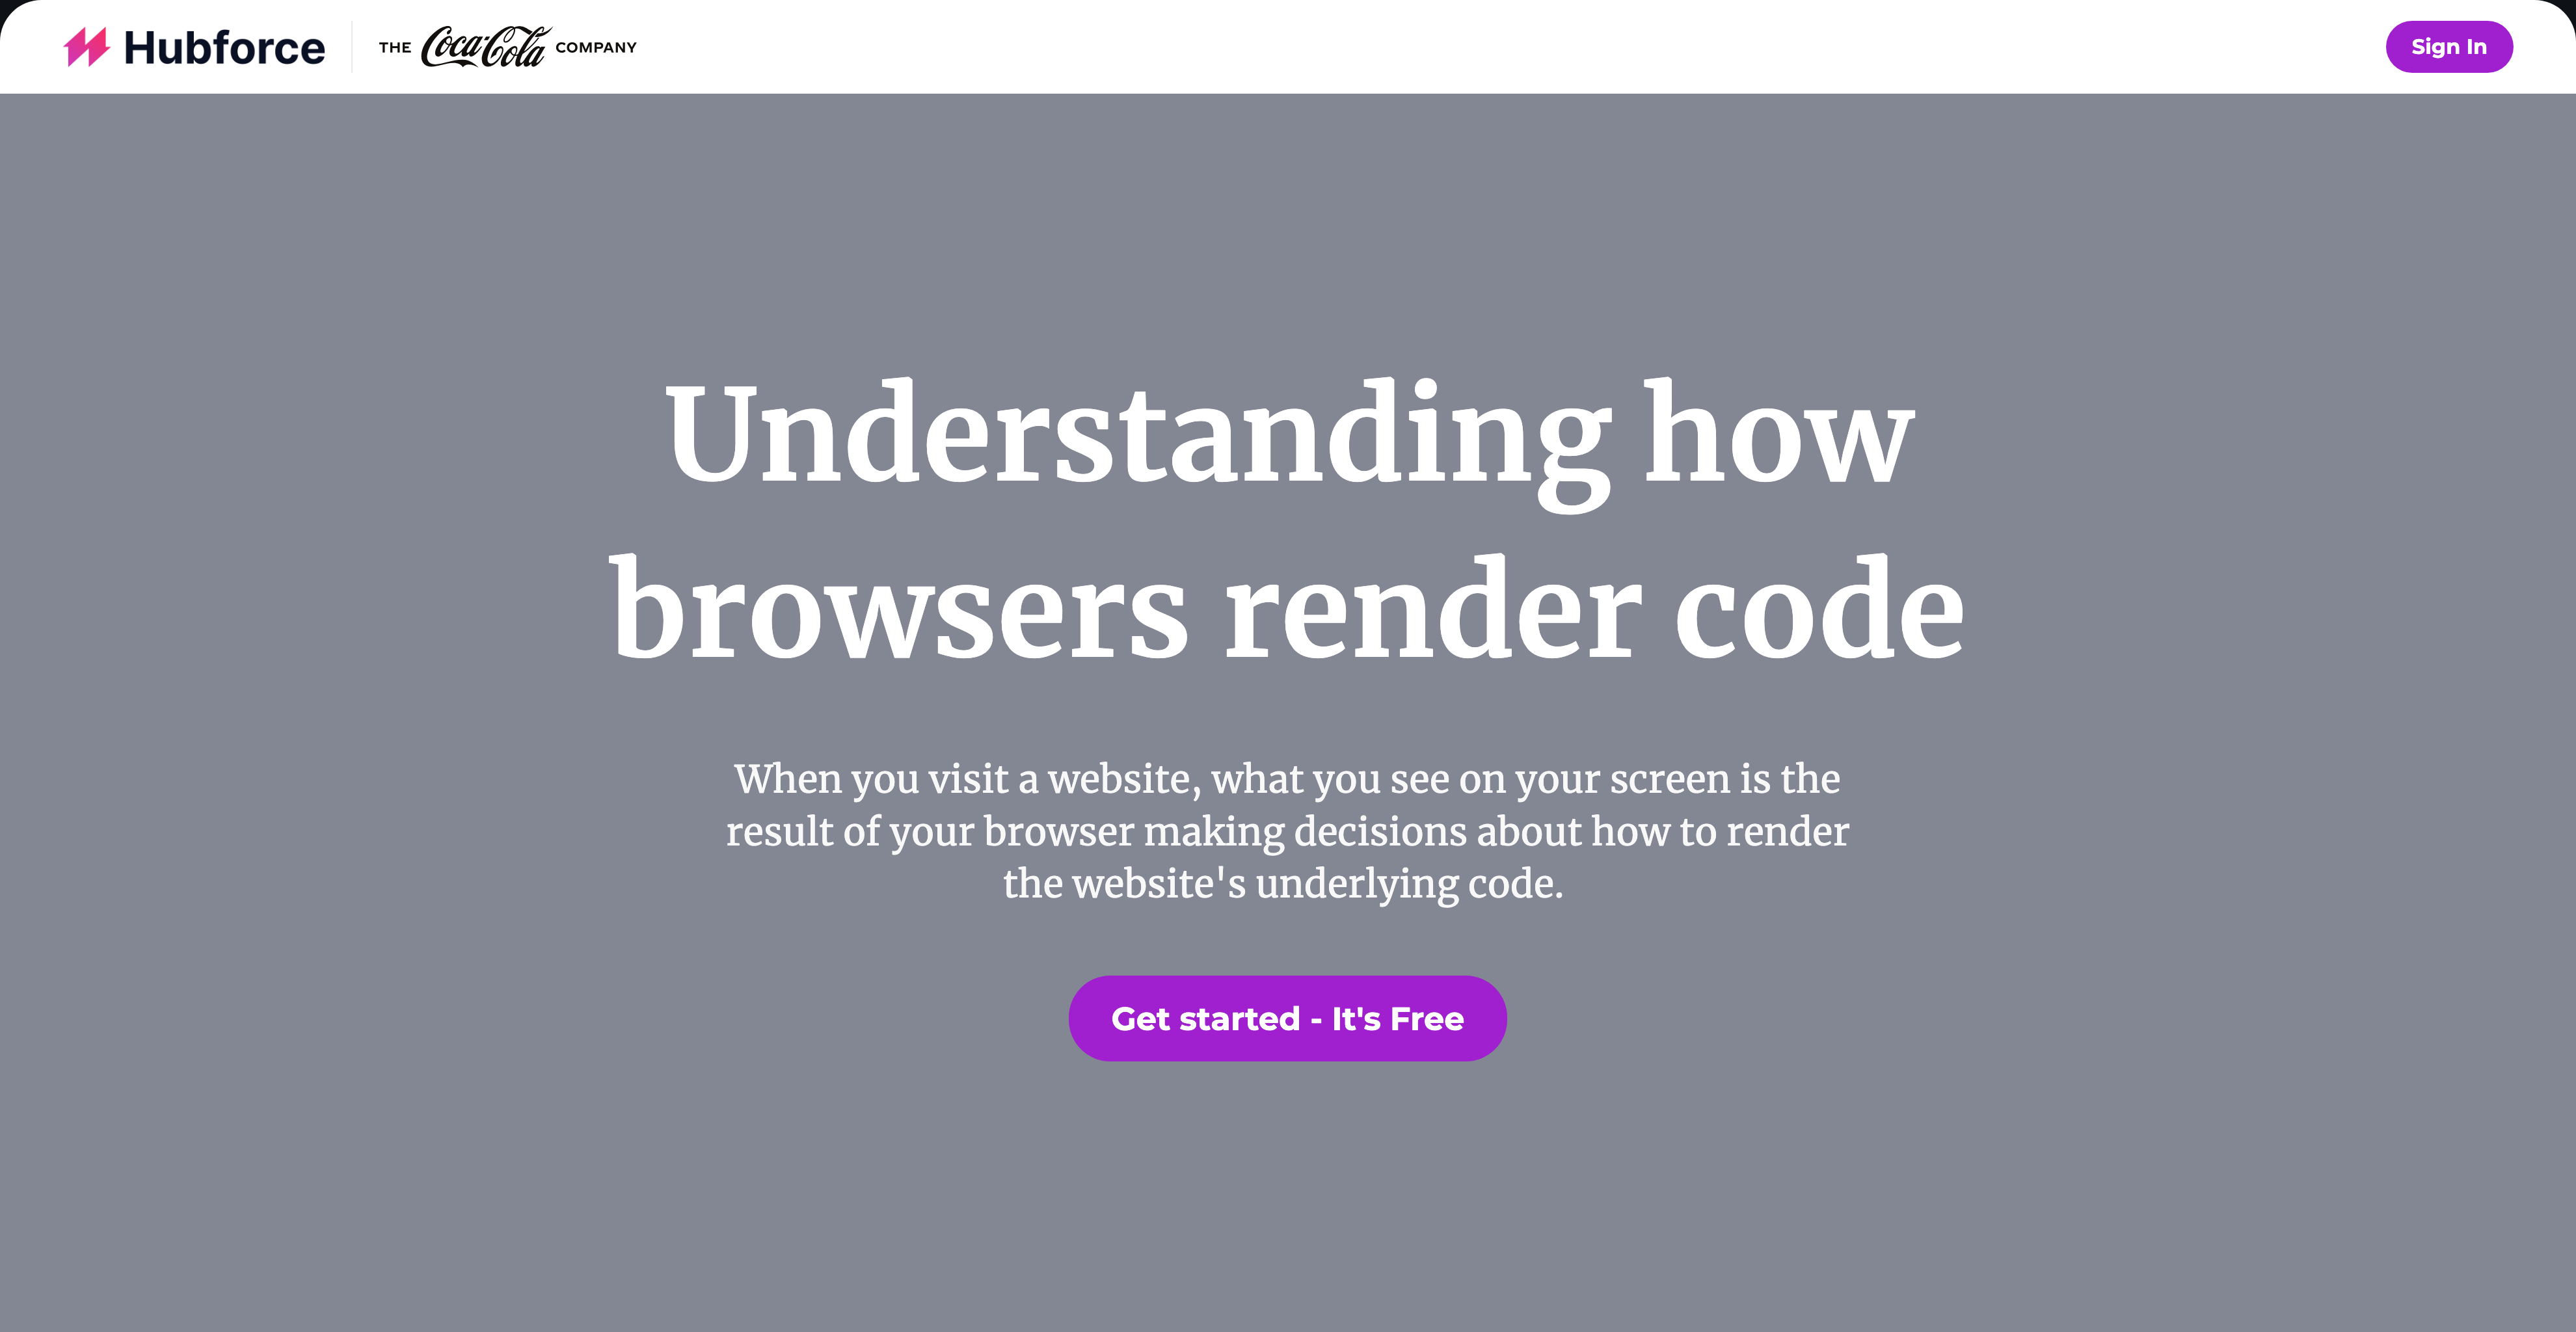 Hubforce
THE Coca-Cola COMPANY
Sign In
Understanding how
browsers render code
When you visit a website, what you see on your screen is the
result of your browser making decisions about how to render
the website's underlying code.
Get started - It's Free